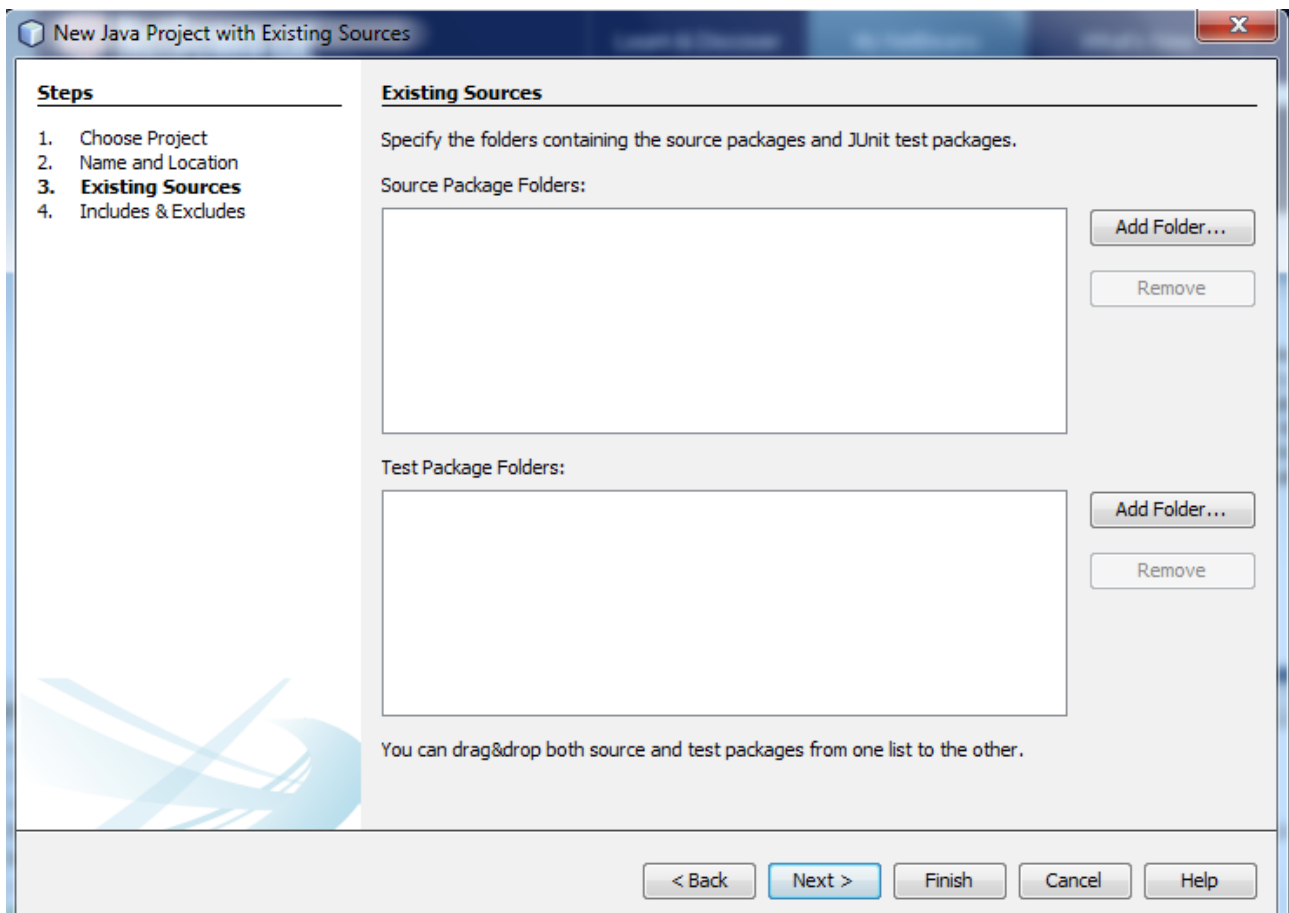 New Java Project with Existing Sources
Steps
1. Choose Project
2. Name and Location
3. Existing Sources
4. Includes & Excludes
Existing Sources
Specify the folders containing the source packages and JUnit test packages.
Source Package Folders:
Add Folder...
Remove
Test Package Folders:
Add Folder...
Remove
You can drag&drop both source and test packages from one list to the other.
< Back
Next >
Finish
Cancel
Help